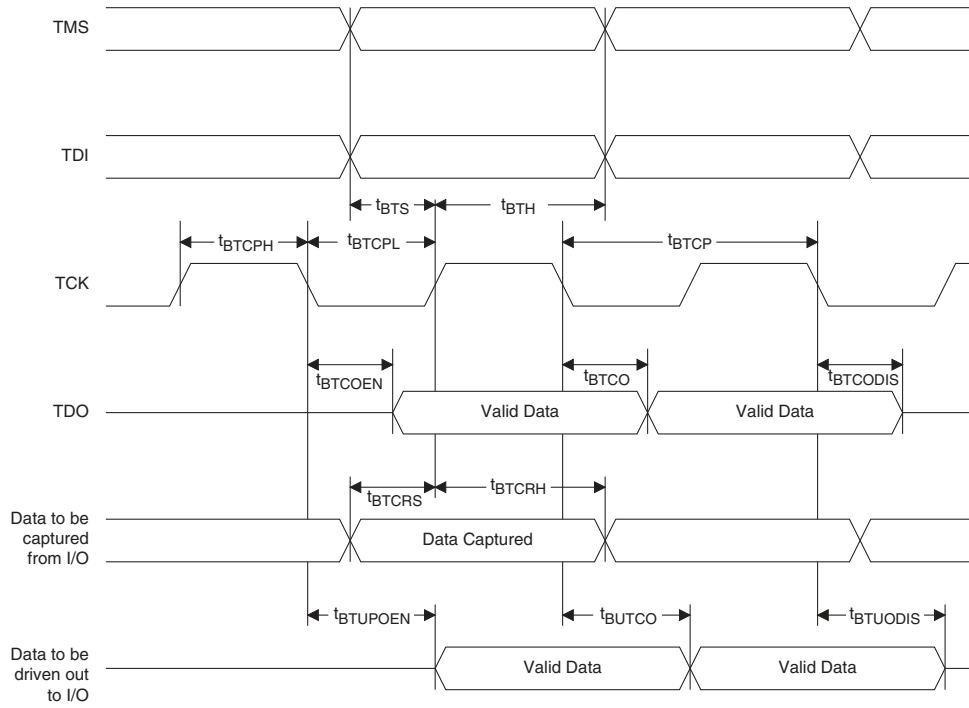 TMS
TDI
tBTS
tBTH
tBTCPH
tBTCPL
tBTCP
TCK
tBTCOEN
tBTCO
tBTCODIS
TDO
Valid Data
Valid Data
tBTCRS
tBTCRH
Data to be
captured
from I/O
Data Captured
tBTUPOEN
tBUTCO
tBTUODIS
Data to be
driven out
to I/O
Valid Data
Valid Data